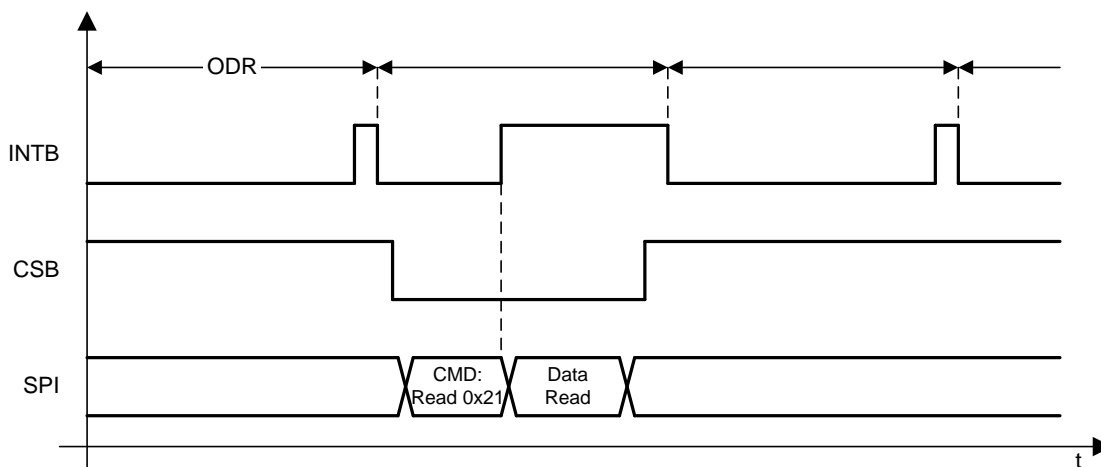 ODR
INTB
CSB
SPI
CMD:
Read 0x21
Data
Read
t